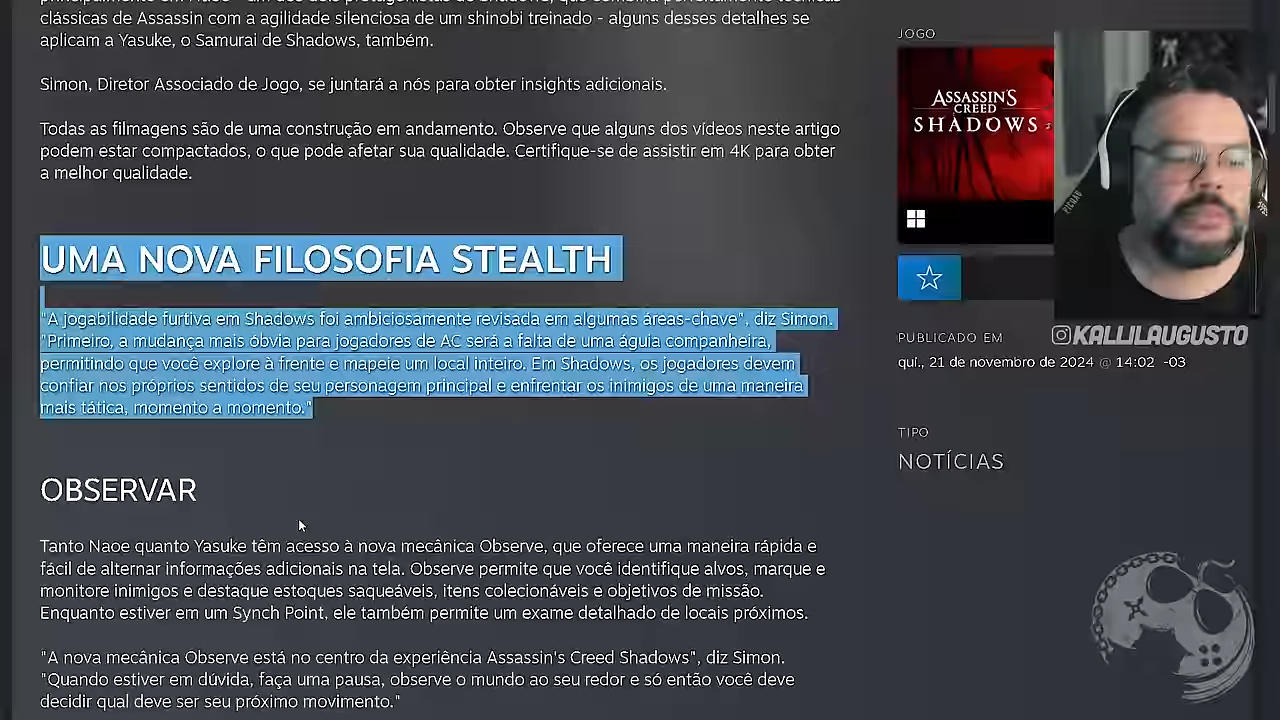 clássicas de Assassin com a agilidade silenciosa de um shinobi treinado - alguns desses detalhes se
aplicam a Yasuke, o Samurai de Shadows, também.
Simon, Diretor Associado de Jogo, se juntará a nós para obter insights adicionais.
Todas as filmagens são de uma construção em andamento. Observe que alguns dos vídeos neste artigo
podem estar compactados, o que pode afetar sua qualidade. Certifique-se de assistir em 4K para obter
a melhor qualidade.
UMA NOVA FILOSOFIA STEALTH
"A jogabilidade furtiva em Shadows foi ambiciosamente revisada em algumas áreas-chave", diz Simon.
"Primeiro, a mudança mais óbvia para jogadores de AC será a falta de uma águia companheira,
permitindo que você explore à frente e mapeie um local inteiro. Em Shadows, os jogadores devem
confiar nos próprios sentidos de seu personagem principal e enfrentar os inimigos de uma maneira
mais tática, momento a momento."
OBSERVAR
Tanto Naoe quanto Yasuke têm acesso à nova mecânica Observe, que oferece uma maneira rápida e
fácil de alternar informações adicionais na tela. Observe permite que você identifique alvos, marque e
monitore inimigos e destaque estoques saqueáveis, itens colecionáveis e objetivos de missão.
Enquanto estiver em um Synch Point, ele também permite um exame detalhado de locais próximos.
"A nova mecânica Observe está no centro da experiência Assassin's Creed Shadows", diz Simon.
"Quando estiver em dúvida, faça uma pausa, observe o mundo ao seu redor e só então você deve
decidir qual deve ser seu próximo movimento."
JOGO
ASSASSIN'S
CREED
SHADOWS
KALLILAUGUSTO
PUBLICADO EM
qui., 21 de novembro de 2024 @ 14:02 -03
TIPO
NOTÍCIAS